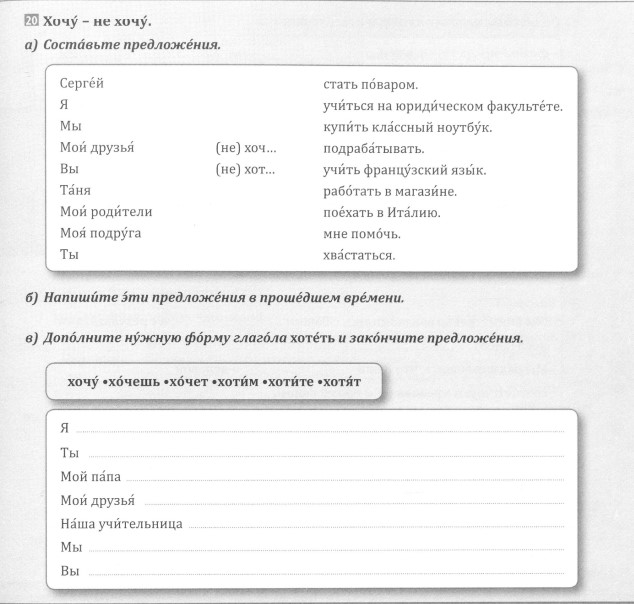 20 Хочу́ – не хочу́.
а) Соста́вьте предложе́ния.
Серге́й стать по́варом.
Я учи́ться на юриди́ческом факульте́те.
Мы купи́ть кла́ссный ноутбу́к.
Мои́ друзья́ (не) хоч... подраба́тывать.
Вы (не) хот... учи́ть францу́зский язы́к.
Та́ня рабо́тать в магази́не.
Мои́ роди́тели пое́хать в Ита́лию.
Моя́ подру́га мне помо́чь.
Ты хва́статься.
б) Напиши́те э́ти предложе́ния в проше́дшем вре́мени.
в) Допо́лните ну́жную фо́рму глаго́ла хоте́ть и зако́нчите предложе́ния.
хочу́ •хо́чешь •хо́чет •хоти́м •хоти́те •хотя́т
Я
Ты
Мой па́па
Мои́ друзья́
На́ша учи́тельница
Мы
Вы